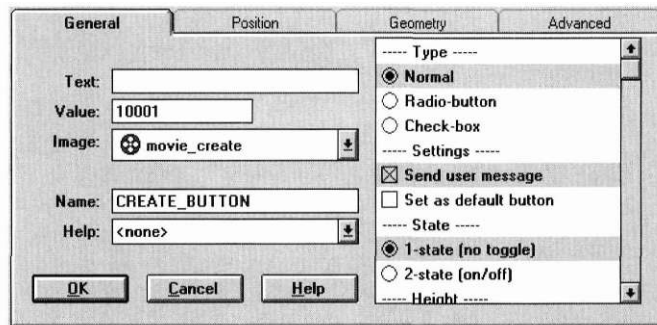 General Position Geometry Advanced
Text:
Value: 10001
Image: movie_create
Name: CREATE_BUTTON
Help: <none>
OK Cancel Help
----- Type -----
Normal
Radio-button
Check-box
----- Settings -----
Send user message
Set as default button
----- State -----
1-state (no toggle)
2-state (on/off)
----- Height -----